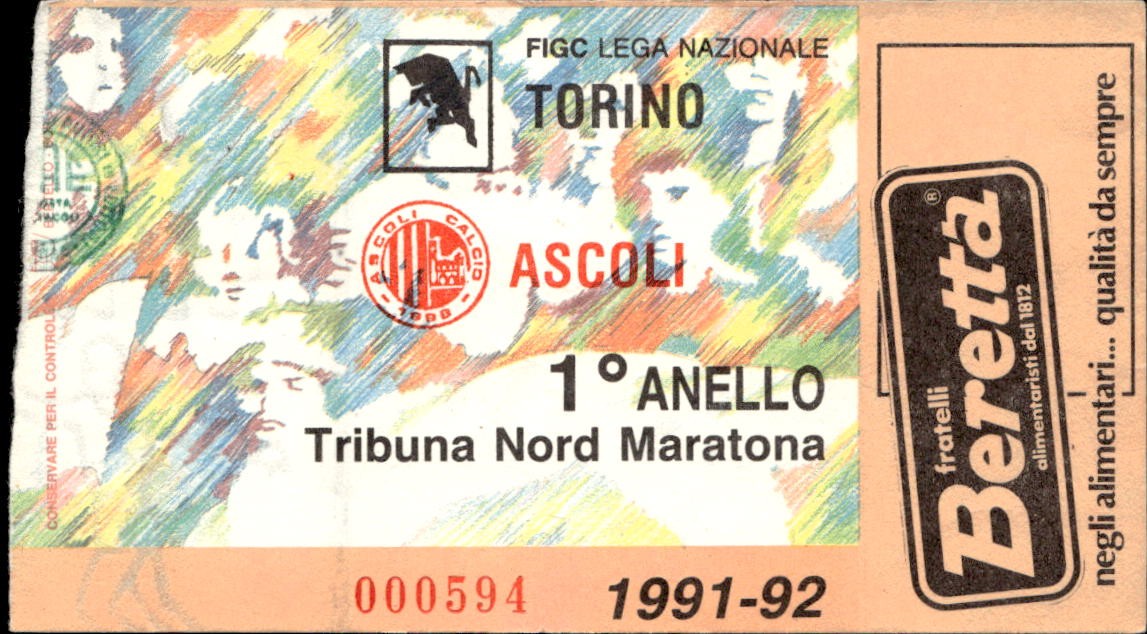 FIGC LEGA NAZIONALE
TORINO
ASCOLI CALCIO
1898
ASCOLI
1° ANELLO
Tribuna Nord Maratona
CONSERVARE PER IL CONTROL
000594
1991-92
fratelli
Beretta®
alimentaristi dal 1812
negli alimentari... qualità da sempre